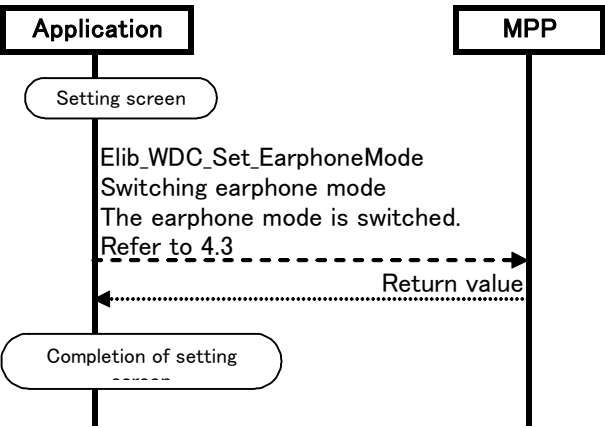 Application
MPP
Setting screen
Elib_WDC_Set_EarphoneMode
Switching earphone mode
The earphone mode is switched.
Refer to 4.3
Return value
Completion of setting